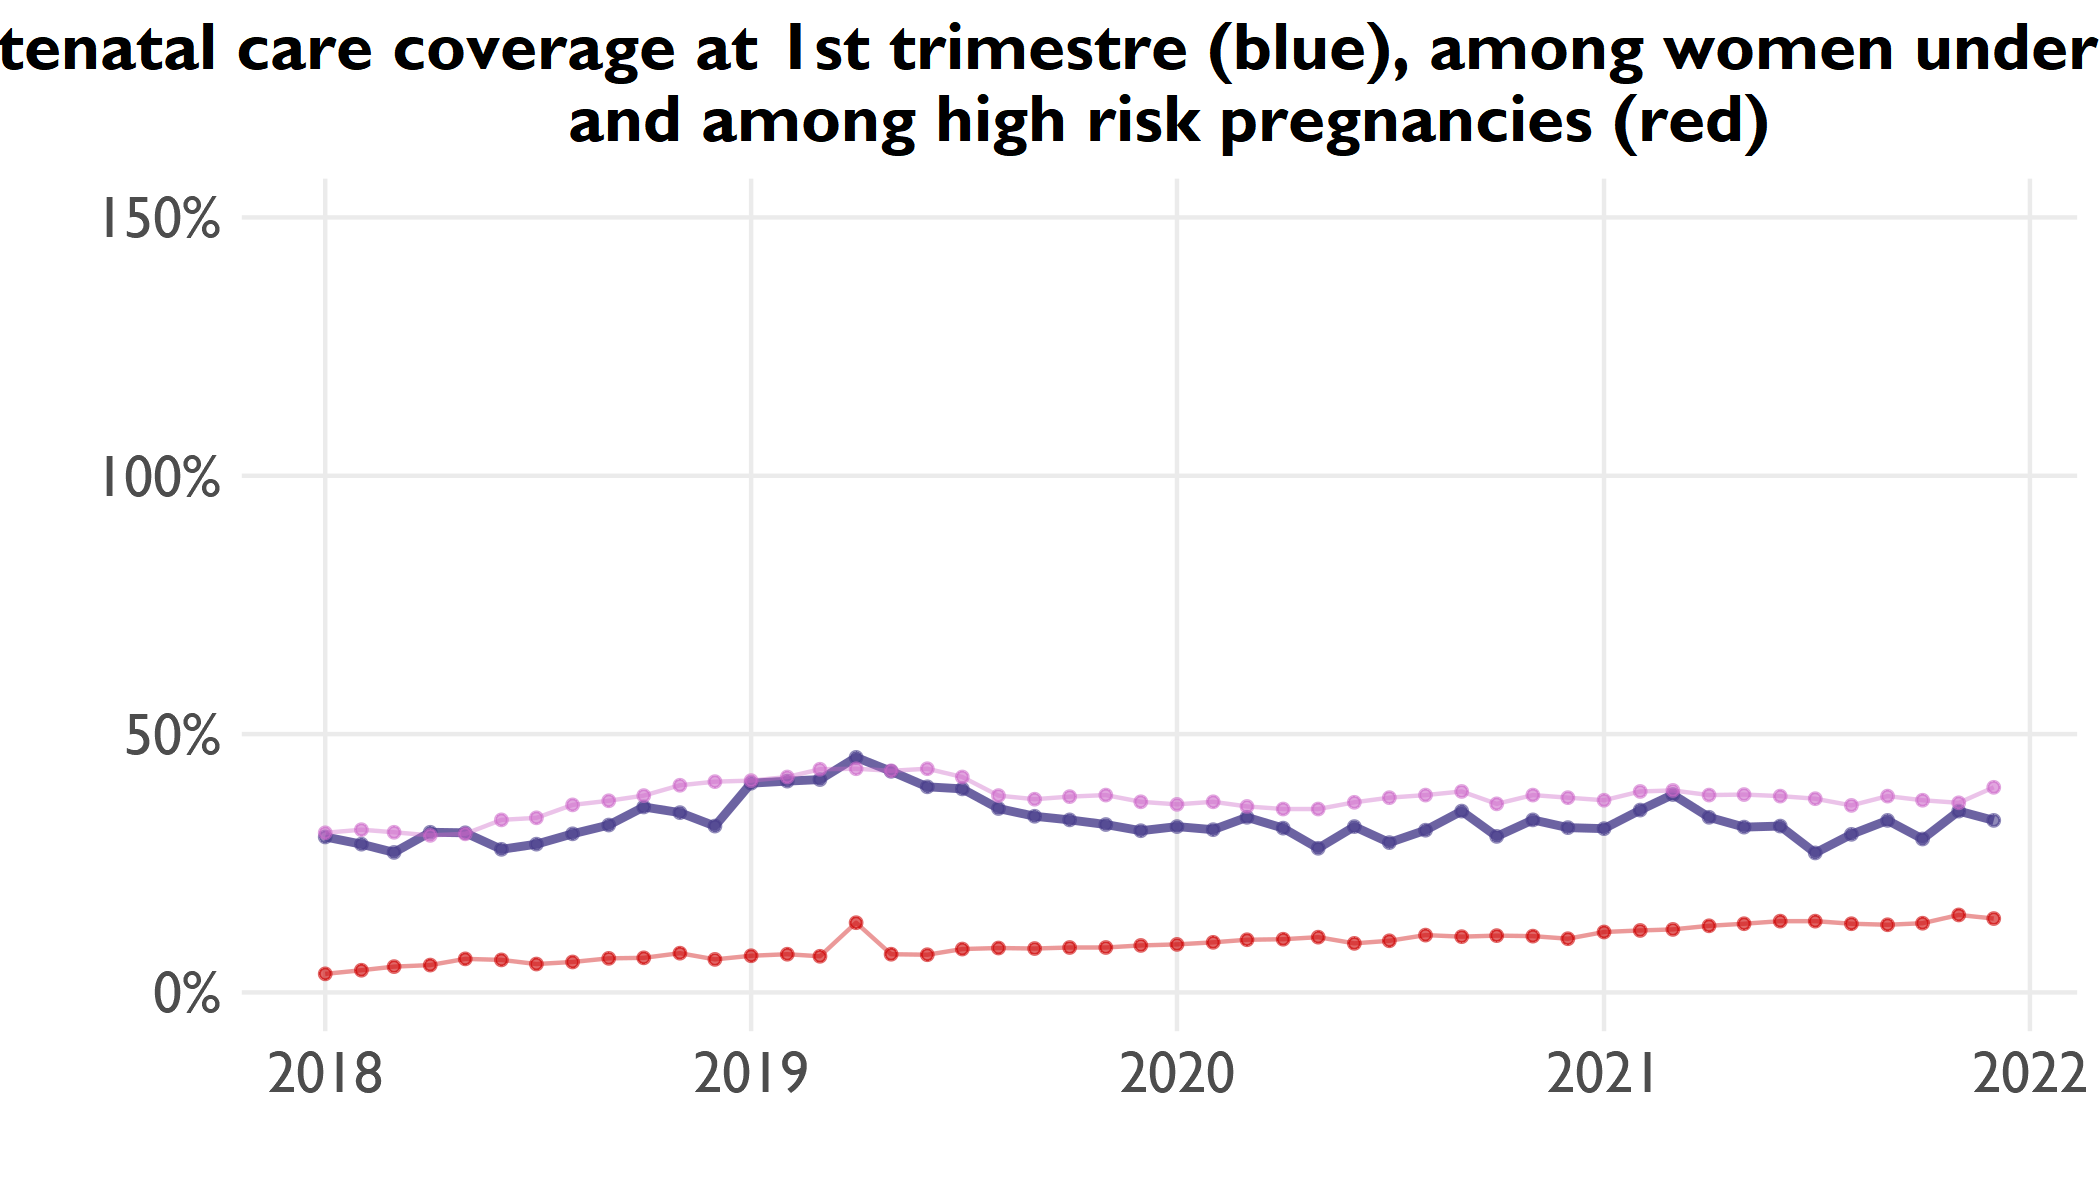 tenatal care coverage at 1st trimestre (blue), among women under
and among high risk pregnancies (red)
150%
100%
50%
0%
2018 2019 2020 2021 2022